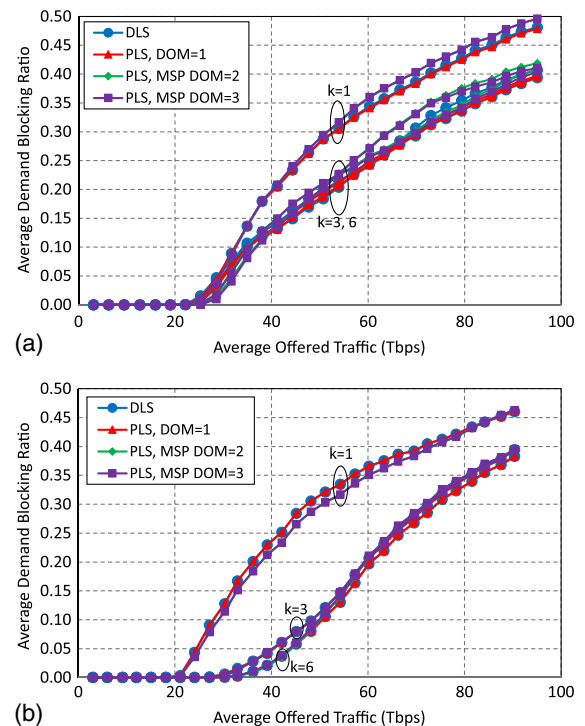 0.50
0.45
0.40
0.35
0.30
0.25
0.20
0.15
0.10
0.05
0.00
Average Demand Blocking Ratio
DLS
PLS, DOM=1
PLS, MSP DOM=2
PLS, MSP DOM=3
k=1
k=3, 6
0 20 40 60 80 100
Average Offered Traffic (Tbps)
(a)
0.50
0.45
0.40
0.35
0.30
0.25
0.20
0.15
0.10
0.05
0.00
Average Demand Blocking Ratio
DLS
PLS, DOM=1
PLS, MSP DOM=2
PLS, MSP DOM=3
k=1
k=3
k=6
0 20 40 60 80 100
Average Offered Traffic (Tbps)
(b)